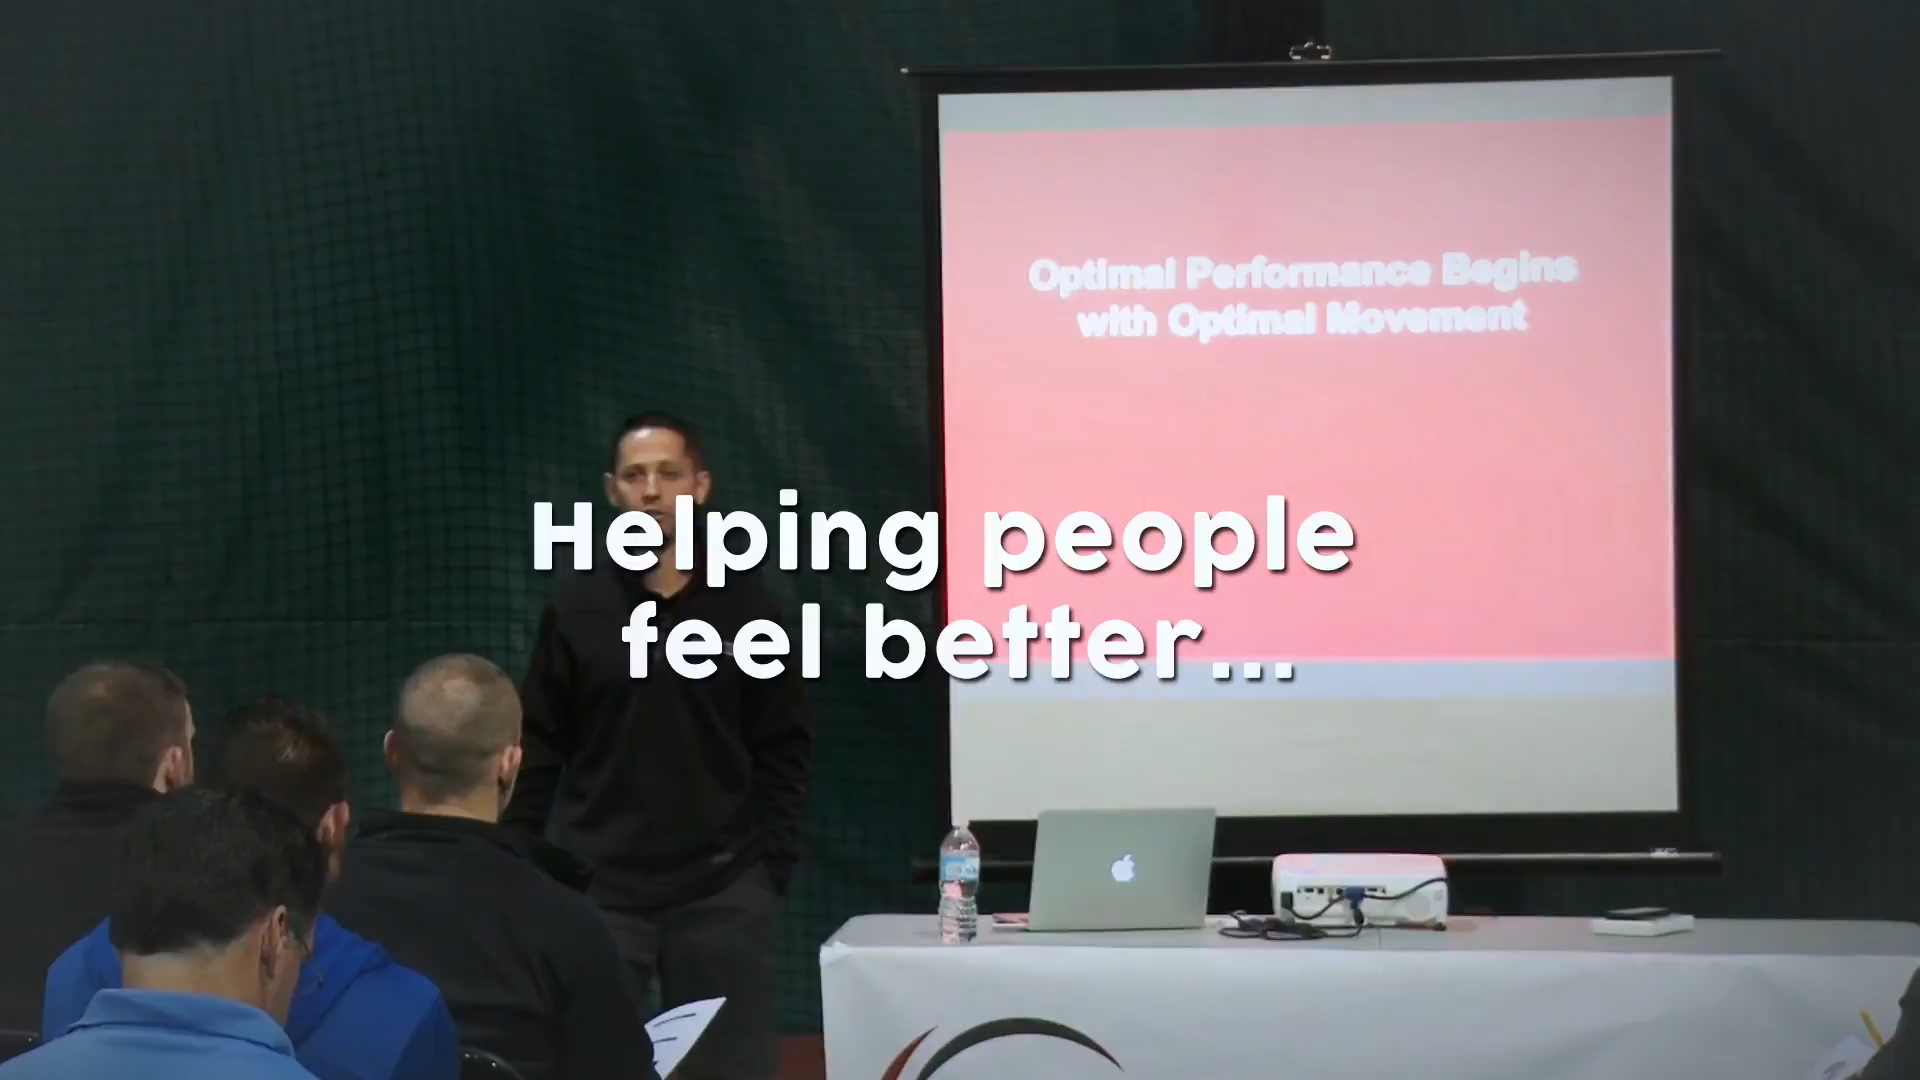 Optimal Performance Begins
with Optimal Movement
Helping people
feel better...